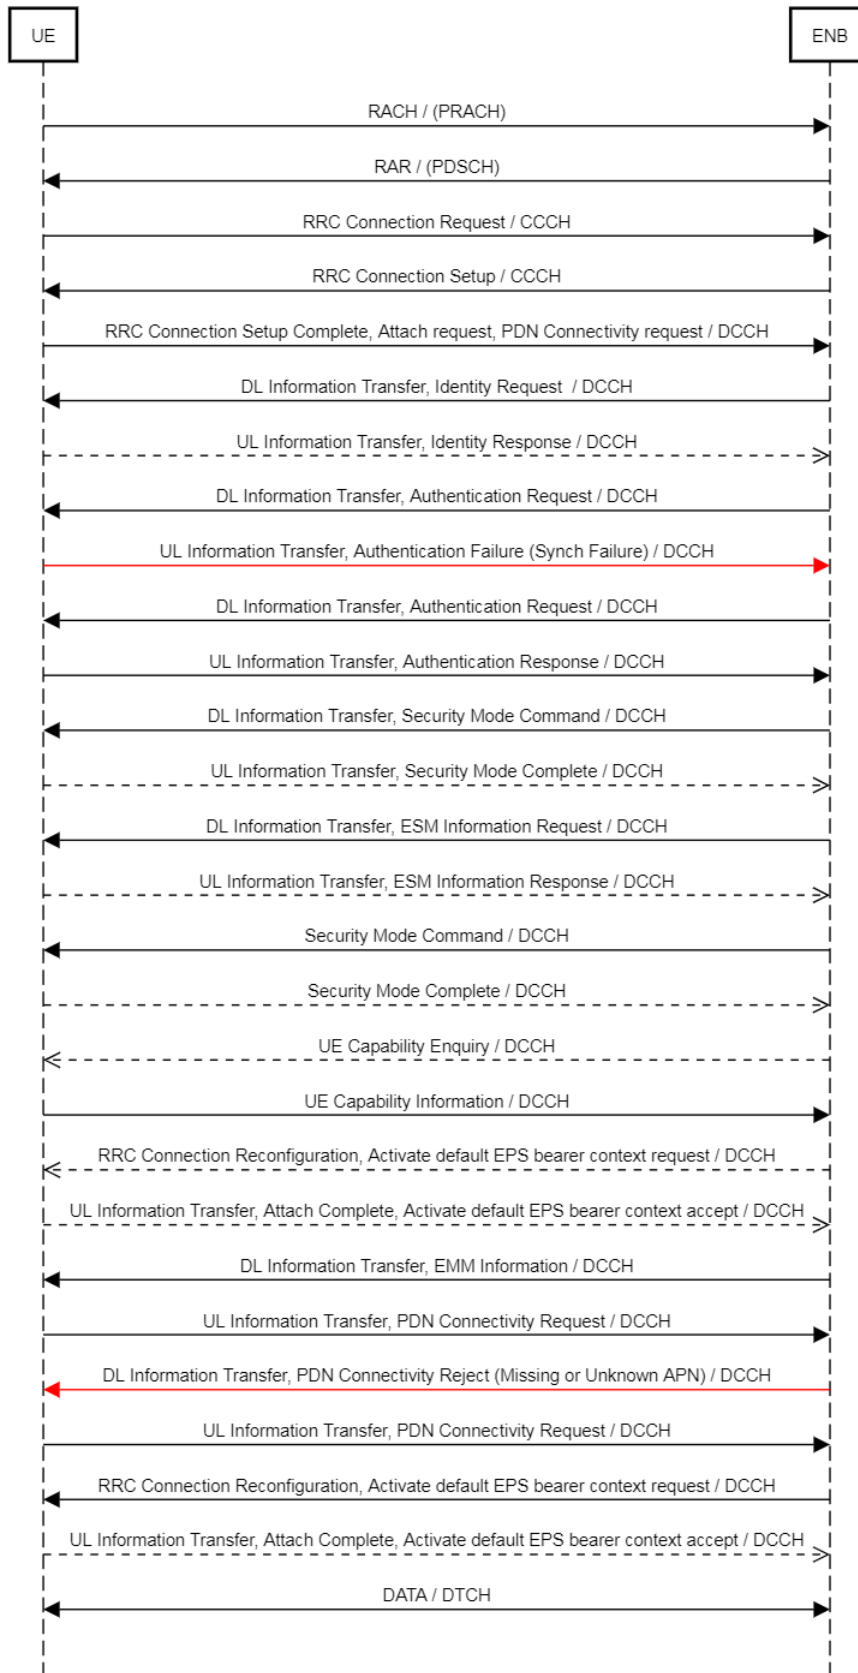 UE ENB
RACH / (PRACH)
RAR / (PDSCH)
RRC Connection Request / CCCH
RRC Connection Setup / CCCH
RRC Connection Setup Complete, Attach request, PDN Connectivity request / DCCH
DL Information Transfer, Identity Request / DCCH
UL Information Transfer, Identity Response / DCCH
DL Information Transfer, Authentication Request / DCCH
UL Information Transfer, Authentication Failure (Synch Failure) / DCCH
DL Information Transfer, Authentication Request / DCCH
UL Information Transfer, Authentication Response / DCCH
DL Information Transfer, Security Mode Command / DCCH
UL Information Transfer, Security Mode Complete / DCCH
DL Information Transfer, ESM Information Request / DCCH
UL Information Transfer, ESM Information Response / DCCH
Security Mode Command / DCCH
Security Mode Complete / DCCH
UE Capability Enquiry / DCCH
UE Capability Information / DCCH
RRC Connection Reconfiguration, Activate default EPS bearer context request / DCCH
UL Information Transfer, Attach Complete, Activate default EPS bearer context accept / DCCH
DL Information Transfer, EMM Information / DCCH
UL Information Transfer, PDN Connectivity Request / DCCH
DL Information Transfer, PDN Connectivity Reject (Missing or Unknown APN) / DCCH
UL Information Transfer, PDN Connectivity Request / DCCH
RRC Connection Reconfiguration, Activate default EPS bearer context request / DCCH
UL Information Transfer, Attach Complete, Activate default EPS bearer context accept / DCCH
DATA / DTCH